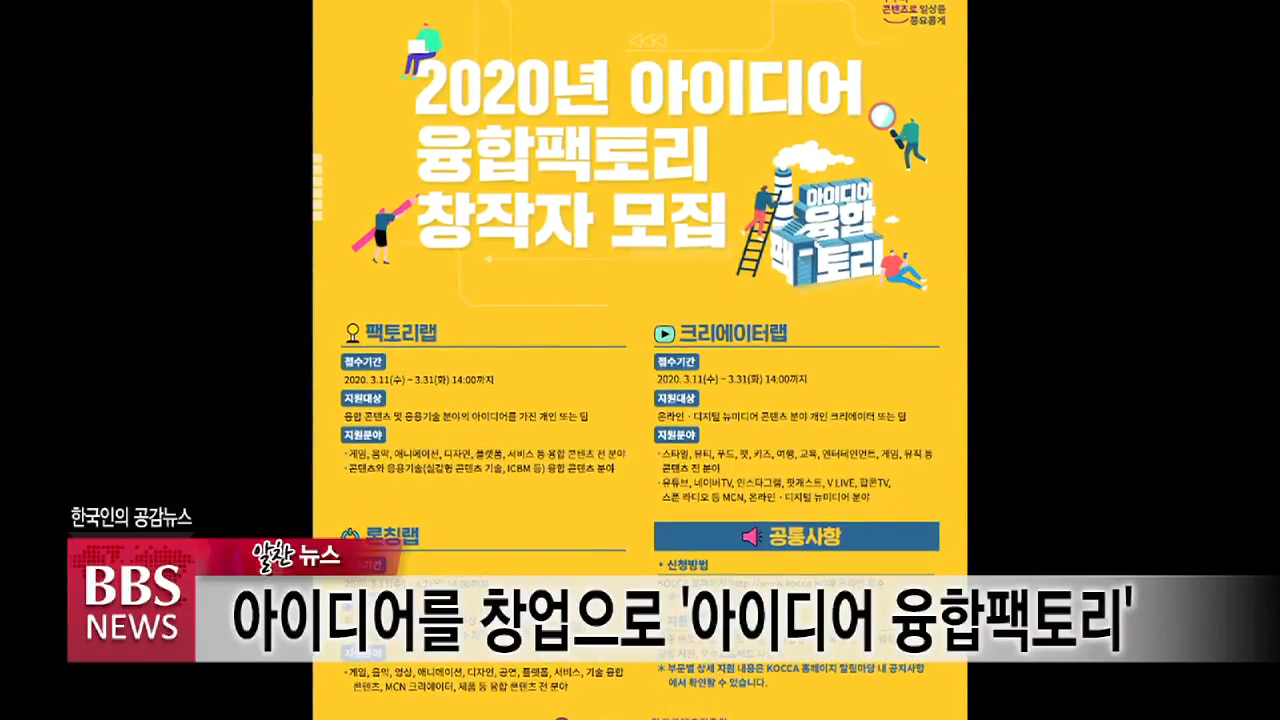 콘텐츠로 일상을
풍요롭게
2020년 아이디어
융합팩토리
창작자 모집
아이디어
융합
팩토리
팩토리랩
접수기간
2020. 3.11(수) ~ 3.31(화) 14:00까지
지원대상
융합 콘텐츠 및 응용기술 분야의 아이디어를 가진 개인 또는 팀
지원분야
·게임, 음악, 애니메이션, 디자인, 플랫폼, 서비스 등 융합 콘텐츠 전 분야
·콘텐츠와 응용기술(실감형 콘텐츠 기술, ICBM 등) 융합 콘텐츠 분야
크리에이터랩
접수기간
2020. 3.11(수) ~ 3.31(화) 14:00까지
지원대상
온라인·디지털 뉴미디어 콘텐츠 분야 개인 크리에이터 또는 팀
지원분야
·스타일, 뷰티, 푸드, 펫, 키즈, 여행, 교육, 엔터테인먼트, 게임, 뮤직 등
콘텐츠 전 분야
·유튜브, 네이버TV, 인스타그램, 팟캐스트, V LIVE, 팝콘TV,
스푼 라디오 등 MCN, 온라인·디지털 뉴미디어 분야
론칭랩
지원분야
·게임, 음악, 영상, 애니메이션, 디자인, 공연, 플랫폼, 서비스, 기술 융합
콘텐츠, MCN 크리에이터, 제품 등 융합 콘텐츠 전 분야
공통사항
• 신청방법
* 부문별 상세 지원 내용은 KOCCA 홈페이지 알림마당 내 공지사항
에서 확인할 수 있습니다.
한국인의 공감뉴스
BBS
NEWS
알찬 뉴스
아이디어를 창업으로 '아이디어 융합팩토리'